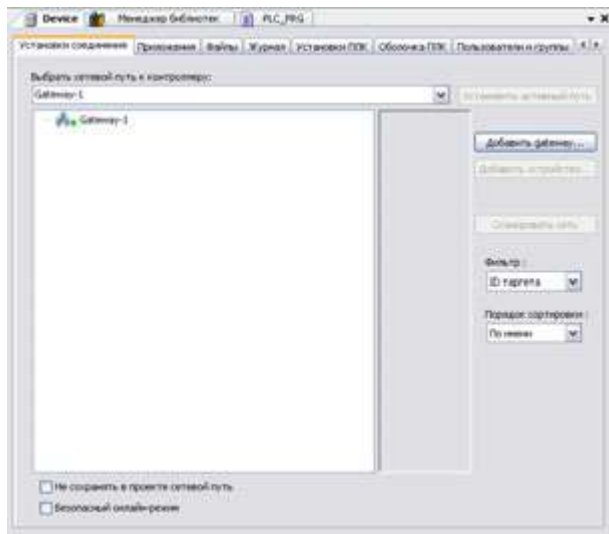 Device Менеджер библиотек PLC_PRG
Установки соединения Приложения Файлы Журнал Установки ПЛК Оболочка ПЛК Пользователи и группы
Выбрать сетевой путь к контроллеру:
Gateway-1 Установить активный путь
Gateway-1
Добавить gateway...
Добавить устройство...
Сканировать сеть
Фильтр :
ID таргета
Порядок сортировки :
По имени
Не сохранять в проекте сетевой путь
Безопасный онлайн-режим